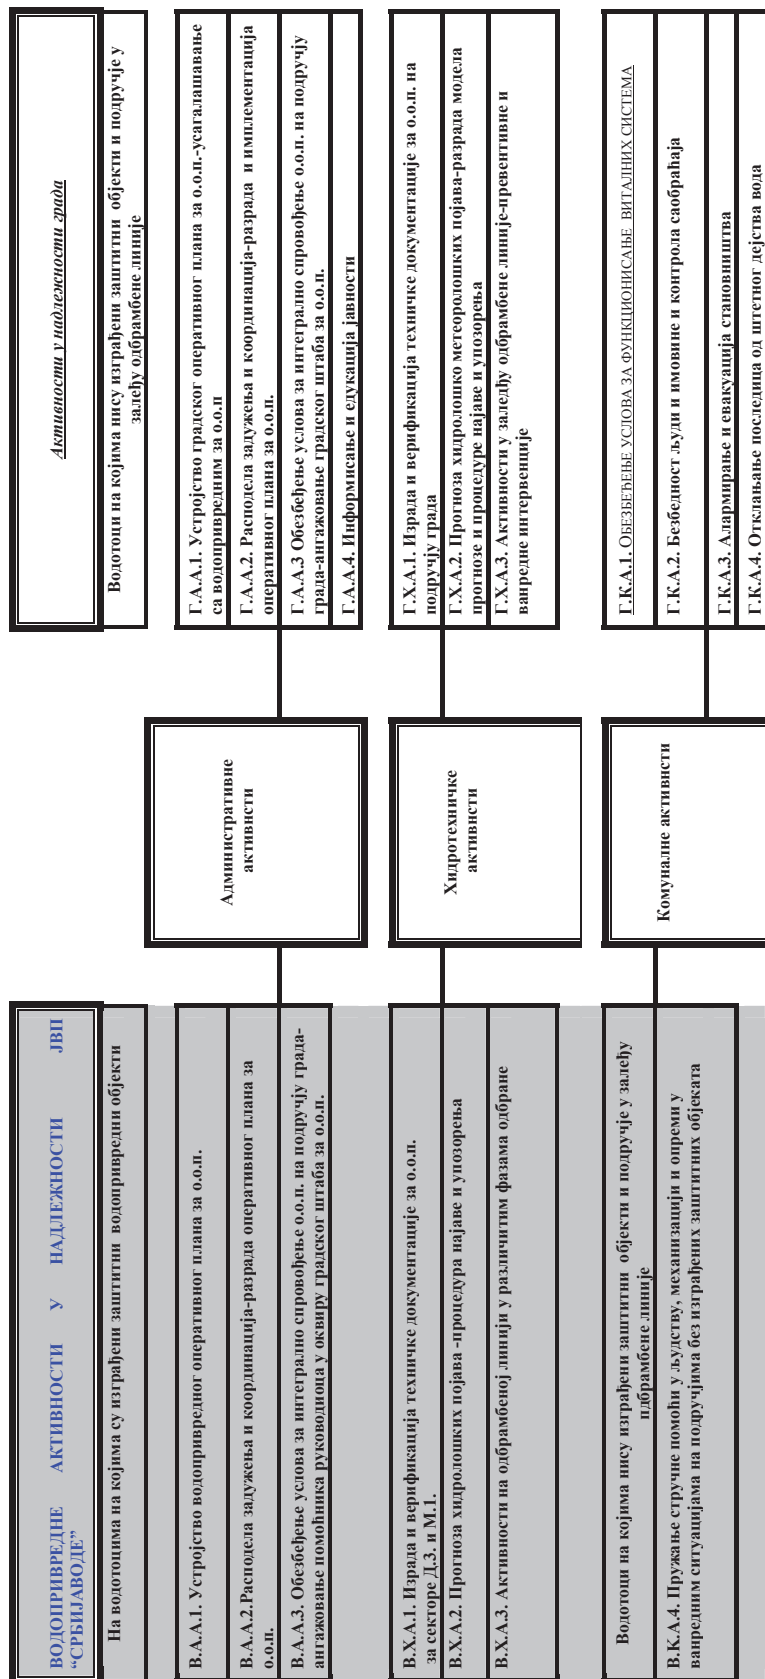 ВОДОПРИВРЕДНЕ АКТИВНОСТИ У НАДЛЕЖНОСТИ ЈВП
“СРБИЈАВОДЕ”
На водотоцима на којима су изграђени заштитни водопривредни објекти
В.А.А.1. Устројство водопривредног оперативног плана за о.о.п.
В.А.А.2.Расподела задужења и координација-разрада оперативног плана за
о.о.п.
В.А.А.3. Обезбеђење услова за интегрално спровођење о.о.п. на подручју града-
ангажовање помоћника руководиоца у оквиру градског штаба за о.о.п.
В.Х.А.1. Израда и верификација техничке документације за о.о.п.
за секторе Д.3. и М.1.
В.Х.А.2. Прогноза хидролошких појава -процедура најаве и упозорења
В.Х.А.3. Активности на одбрамбеној линији у различитим фазама одбране
Водотоци на којима нису изграђени заштитни објекти и подручје у залеђу
пдбрамбене линије
В.К.А.4. Пружање стручне помоћи у људству, механизацији и опреми у
ванредним ситуацијама на подручјима без изграђених заштитних објеката
Административне
активнсти
Хидротехничке
активнсти
Комуналне активнсти
Активности у надлежности града
Водотоци на којима нису изграђени заштитни објекти и подручје у
залеђу одбрамбене линије
Г.А.А.1. Устројство градског оперативног плана за о.о.п.-усагалашавање
са водопривредним за о.о.п
Г.А.А.2. Расподела задужења и координација-разрада и имплементација
оперативног плана за о.о.п.
Г.А.А.3 Обезбеђење услова за интегрално спровођење о.о.п. на подручју
града-ангажовање градског штаба за о.о.п.
Г.А.А.4. Информисање и едукација јавности
Г.Х.А.1. Израда и верификација техничке документације за о.о.п. на
подручју града
Г.Х.А.2. Прогноза хидролошко метеоролошких појава-разрада модела
прогнозе и процедуре најаве и упозорења
Г.Х.А.3. Активности у заледђу одбрамбене линије-превентивне и
ванредне интервенције
Г.К.А.1. ОБЕЗБЕЂЕЊЕ УСЛОВА ЗА ФУНКЦИОНИСАЊЕ ВИТАЛНИХ СИСТЕМА
Г.К.А.2. Безбедност људи и имовине и контрола саобраћаја
Г.К.А.3. Алармирање и евакуација становништва
Г.К.А.4. Отклањање последица од штетног дејства вода